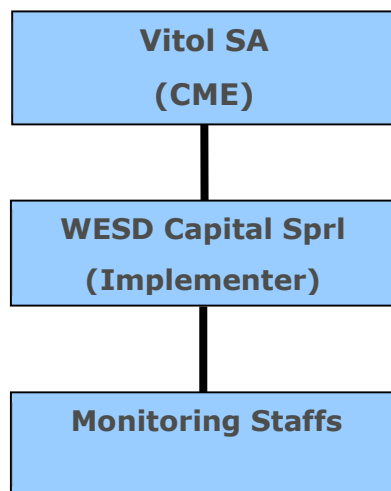 Vitol SA
(CME)
WESD Capital Sprl
(Implementer)
Monitoring Staffs